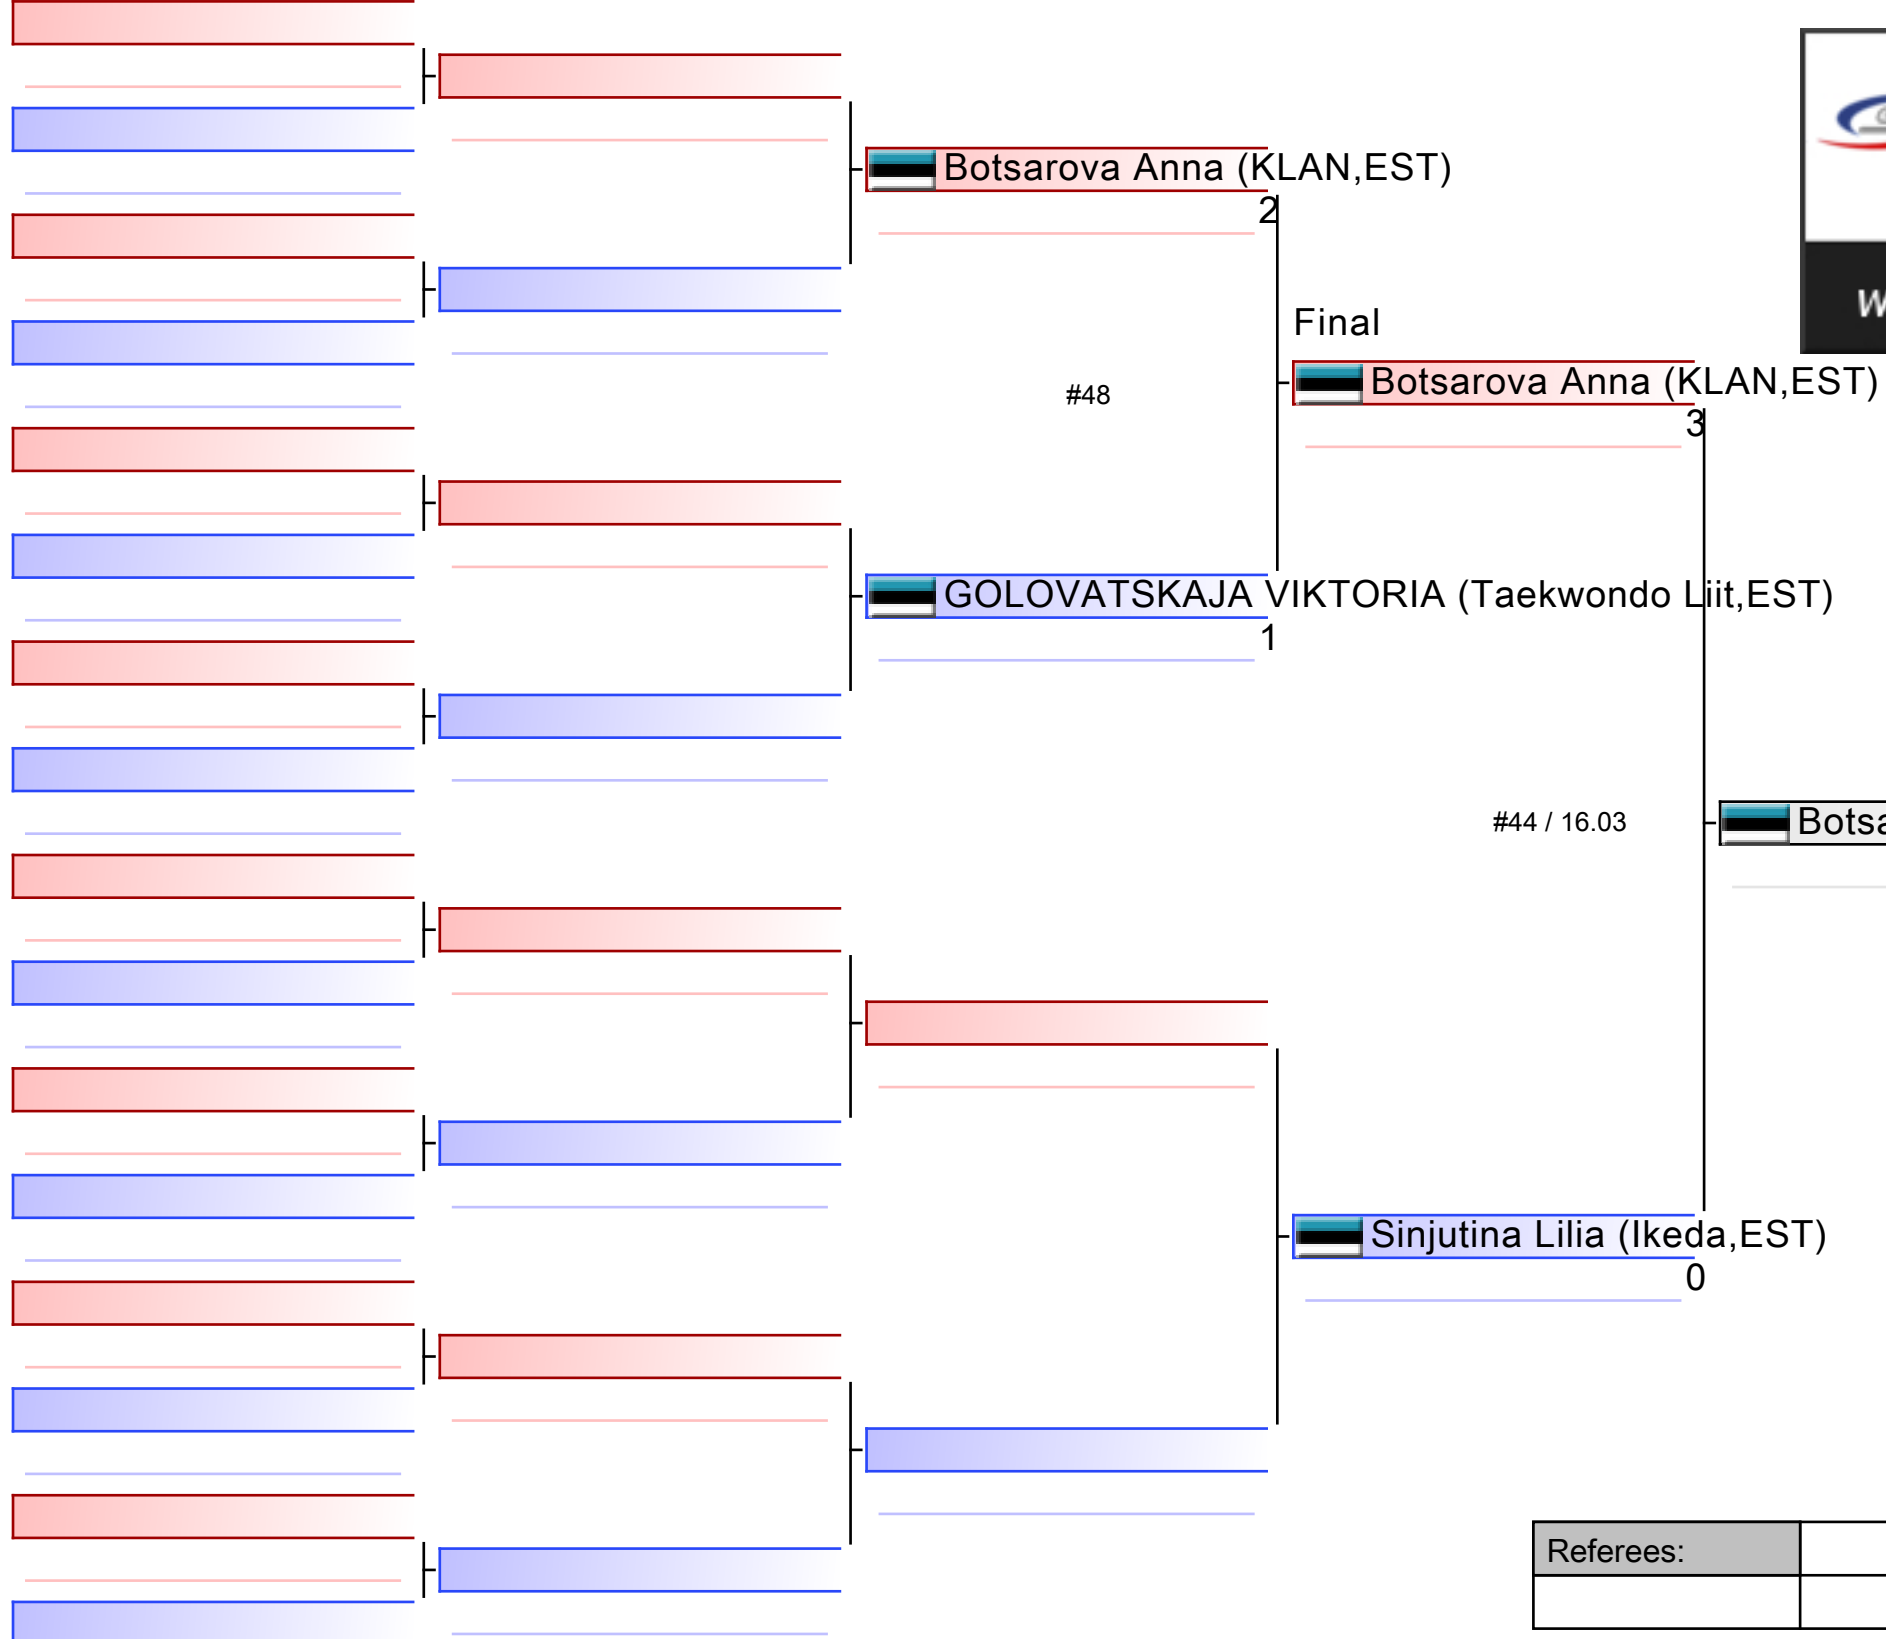 Botsarova Anna (KLAN,EST)
2
Final
#48
Botsarova Anna (KLAN,EST)
3
GOLOVATSKAJA VIKTORIA (Taekwondo Liit,EST)
1
#44 / 16.03
Sinjutina Lilia (Ikeda,EST)
0
Referees: